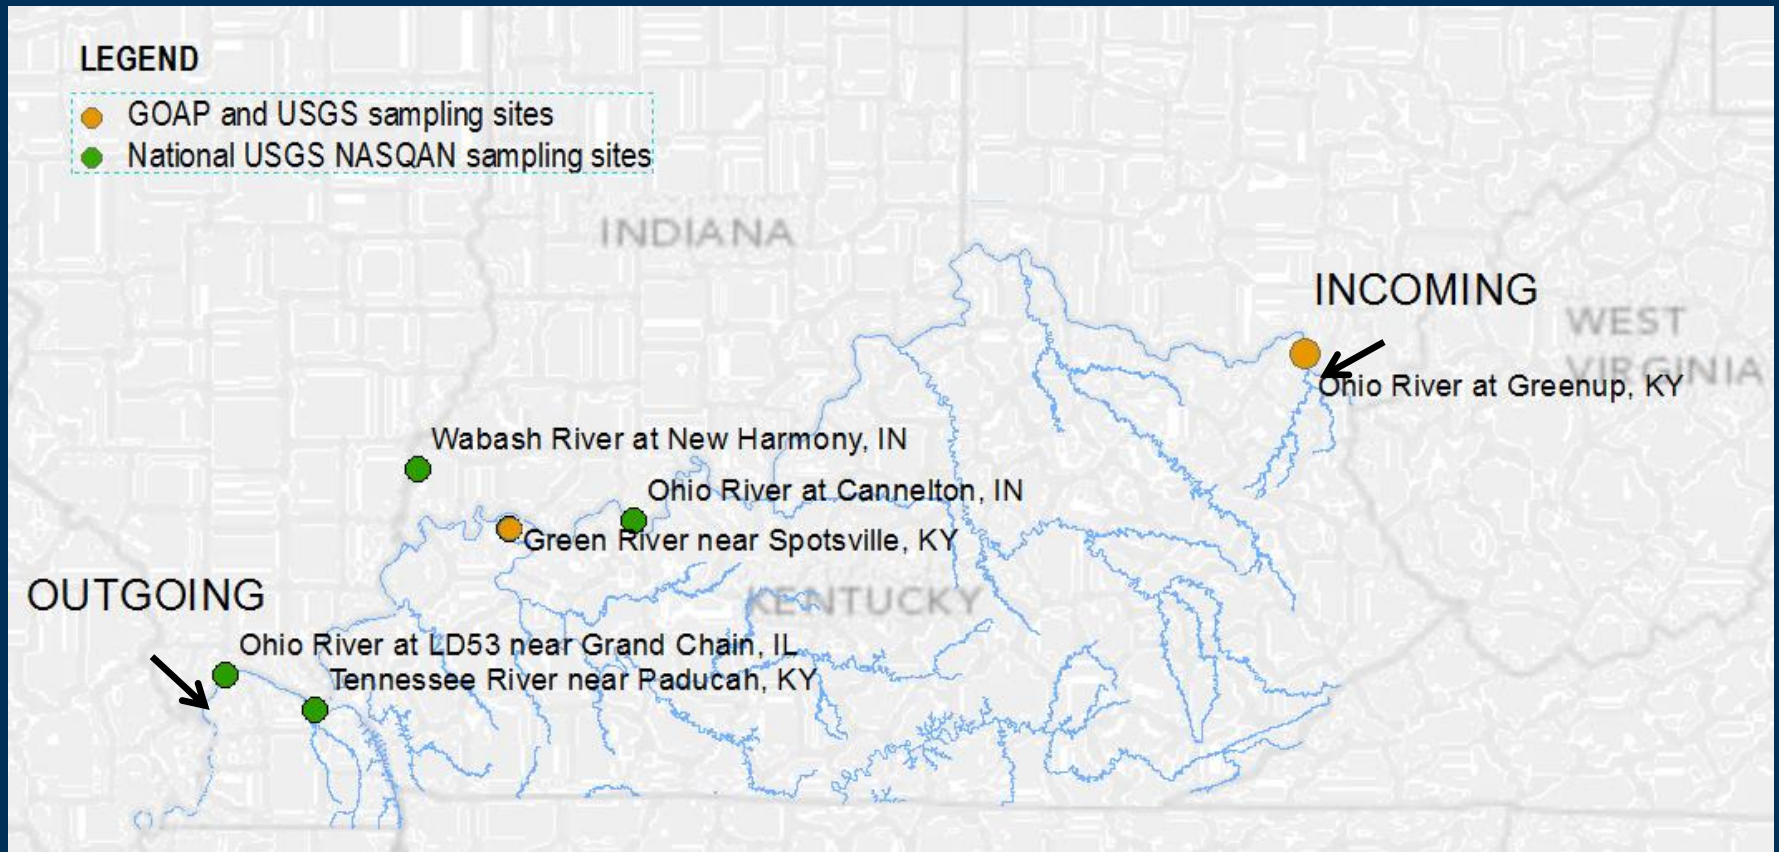 LEGEND
GOAP and USGS sampling sites
National USGS NASQAN sampling sites
INDIANA
INCOMING
WEST
VIRGINIA
Ohio River at Greenup, KY
Wabash River at New Harmony, IN
Ohio River at Cannelton, IN
Green River near Spotsville, KY
OUTGOING
KENTUCKY
Ohio River at LD53 near Grand Chain, IL
Tennessee River near Paducah, KY